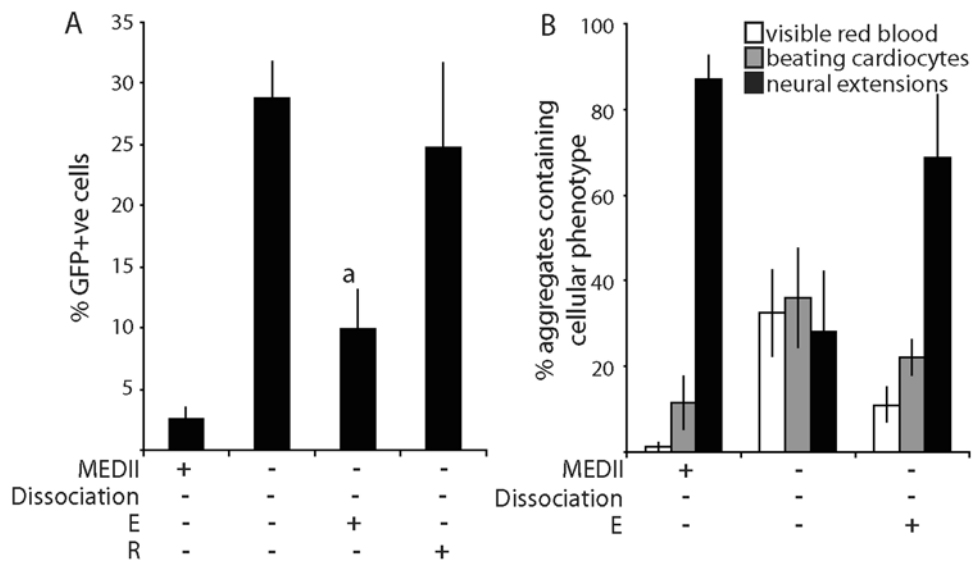 A
35
30
25
20
15
10
5
% GFP+ve cells
a
MEDII + - - -
Dissociation - - - -
E - - + -
R - - - +
B
100
80
60
40
20
% aggregates containing
cellular phenotype
visible red blood
beating cardiocytes
neural extensions
MEDII + - -
Dissociation - - -
E - - +